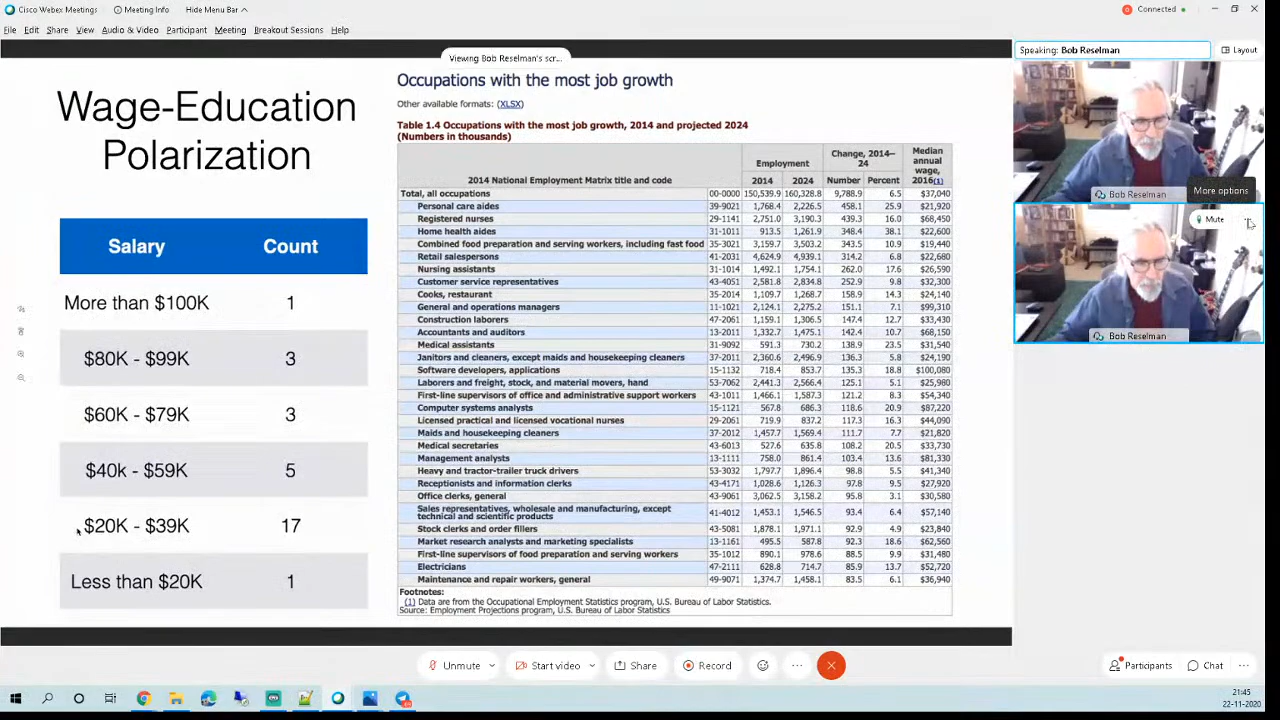 Cisco Webex Meetings
Meeting Info
Hide Menu Bar
Connected
File Edit Share View Audio & Video Participant Meeting Breakout Sessions Help
Viewing Bob Reselman's scr...
Speaking: Bob Reselman
Layout
Wage-Education
Polarization
Salary Count
More than $100K 1
$80K - $99K 3
$60K - $79K 3
$40k - $59K 5
$20K - $39K 17
Less than $20K 1
Occupations with the most job growth
Other available formats: (XLSX)
Table 1.4 Occupations with the most job growth, 2014 and projected 2024
(Numbers in thousands)
2014 National Employment Matrix title and code
Employment
2014 2024
Change, 2014–
24
Number Percent
Median
annual
wage,
2016(1)
Total, all occupations 00-0000 150,539.9 160,328.8 9,788.9 6.5 $37,040
Personal care aides 39-9021 1,768.4 2,226.5 458.1 25.9 $21,920
Registered nurses 29-1141 2,751.0 3,190.3 439.3 16.0 $68,450
Home health aides 31-1011 913.5 1,261.9 348.4 38.1 $22,600
Combined food preparation and serving workers, including fast food 35-3021 3,159.7 3,503.2 343.5 10.9 $19,440
Retail salespersons 41-2031 4,624.9 4,939.1 314.2 6.8 $22,680
Nursing assistants 31-1014 1,492.1 1,754.1 262.0 17.6 $26,590
Customer service representatives 43-4051 2,581.8 2,834.8 252.9 9.8 $32,300
Cooks, restaurant 35-2014 1,109.7 1,268.7 158.9 14.3 $24,140
General and operations managers 11-1021 2,124.1 2,275.2 151.1 7.1 $99,310
Construction laborers 47-2061 1,159.1 1,306.5 147.4 12.7 $33,430
Accountants and auditors 13-2011 1,332.7 1,475.1 142.4 10.7 $68,150
Medical assistants 31-9092 591.3 730.2 138.9 23.5 $31,540
Janitors and cleaners, except maids and housekeeping cleaners 37-2011 2,360.6 2,496.9 136.3 5.8 $24,190
Software developers, applications 15-1132 718.4 853.7 135.3 18.8 $100,080
Laborers and freight, stock, and material movers, hand 53-7062 2,441.3 2,566.4 125.1 5.1 $25,980
First-line supervisors of office and administrative support workers 43-1011 1,466.1 1,587.3 121.2 8.3 $54,340
Computer systems analysts 15-1121 567.8 686.3 118.6 20.9 $87,220
Licensed practical and licensed vocational nurses 29-2061 719.9 837.2 117.3 16.3 $44,090
Maids and housekeeping cleaners 37-2012 1,457.7 1,569.4 111.7 7.7 $21,820
Medical secretaries 43-6013 527.6 635.8 108.2 20.5 $33,730
Management analysts 13-1111 758.0 861.4 103.4 13.6 $81,330
Heavy and tractor-trailer truck drivers 53-3032 1,797.7 1,896.4 98.8 5.5 $41,340
Receptionists and information clerks 43-4171 1,028.6 1,126.3 97.8 9.5 $27,920
Office clerks, general 43-9061 3,062.5 3,158.2 95.8 3.1 $30,580
Sales representatives, wholesale and manufacturing, except
technical and scientific products 41-4012 1,453.1 1,546.5 93.4 6.4 $57,140
Stock clerks and order fillers 43-5081 1,878.1 1,971.1 92.9 4.9 $23,840
Market research analysts and marketing specialists 13-1161 495.5 587.8 92.3 18.6 $62,560
First-line supervisors of food preparation and serving workers 35-1012 890.1 978.6 88.5 9.9 $31,480
Electricians 47-2111 628.8 714.7 85.9 13.7 $52,720
Maintenance and repair workers, general 49-9071 1,374.7 1,458.1 83.5 6.1 $36,940
Footnotes:
(1) Data are from the Occupational Employment Statistics program, U.S. Bureau of Labor Statistics.
Source: Employment Projections program, U.S. Bureau of Labor Statistics
Bob Reselman
More options
Mute
Bob Reselman
Unmute
Start video
Share
Record
Participants
Chat
21:45
22-11-2020